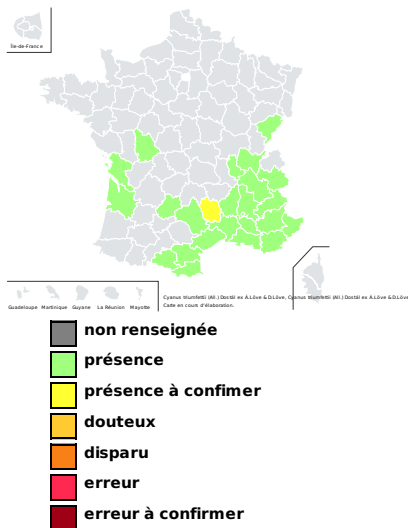 Île-de-France
Guadeloupe Martinique Guyane La Réunion Mayotte
Cyanus triumfettii (All.) Dostál ex Á.Löve & D.Löve, Cyanus triumfettii (All.) Dostál ex Á.Löve & D.Löve
Carte en cours d'élaboration.
non renseignée
présence
présence à confimer
douteux
disparu
erreur
erreur à confirmer